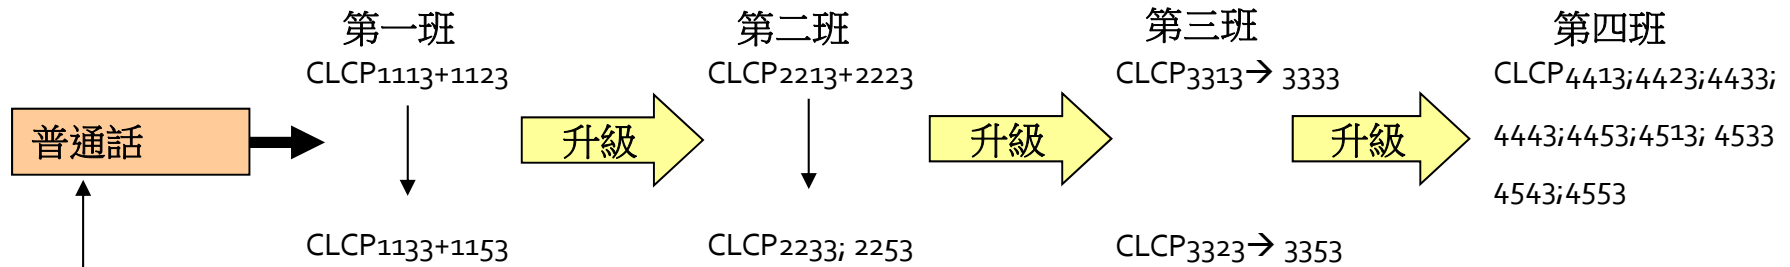 第一班
第二班
第三班
第四班
CLCP1113+1123
CLCP2213+2223
CLCP3313→ 3333
CLCP4413;4423;4433;
普通話
升級
升級
升級
4443;4453;4513; 4533
4543;4553
CLCP1133+1153
CLCP2233; 2253
CLCP3323→ 3353